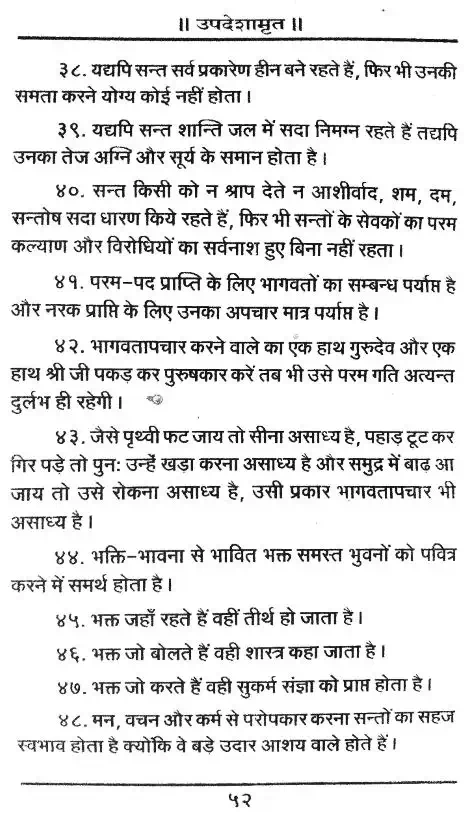 ॥ उपदेशामृत ॥
३८. यद्यपि सन्त सर्व प्रकारेण हीन बने रहते हैं, फिर भी उनकी
समता करने योग्य कोई नहीं होता।
३९. यद्यपि सन्त शान्ति जल में सदा निमग्न रहते हैं तद्यपि
उनका तेज अग्नि और सूर्य के समान होता है।
४०. सन्त किसी को न श्राप देते न आशीर्वाद, शम, दम,
सन्तोष सदा धारण किये रहते हैं, फिर भी सन्तों के सेवकों का परम
कल्याण और विरोधियों का सर्वनाश हुए बिना नहीं रहता।
४१. परम-पद प्राप्ति के लिए भागवतों का सम्बन्ध पर्याप्त है
और नरक प्राप्ति के लिए उनका अपचार मात्र पर्याप्त है।
४२. भागवतापचार करने वाले का एक हाथ गुरुदेव और एक
हाथ श्री जी पकड़ कर पुरुषकार करें तब भी उसे परम गति अत्यन्त
दुर्लभ ही रहेगी।
४३. जैसे पृथ्वी फट जाय तो सीना असाध्य है, पहाड़ टूट कर
गिर पड़े तो पुन: उन्हें खड़ा करना असाध्य है और समुद्र में बाढ़ आ
जाय तो उसे रोकना असाध्य है, उसी प्रकार भागवतापचार भी
असाध्य है।
४४. भक्ति-भावना से भावित भक्त समस्त भुवनों को पवित्र
करने में समर्थ होता है।
४५. भक्त जहाँ रहते हैं वहीं तीर्थ हो जाता है।
४६. भक्त जो बोलते हैं वही शास्त्र कहा जाता है।
४७. भक्त जो करते हैं वही सुकर्म संज्ञा को प्राप्त होता है।
४८. मन, वचन और कर्म से परोपकार करना सन्तों का सहज
स्वभाव होता है क्योंकि वे बड़े उदार आशय वाले होते हैं।
५२